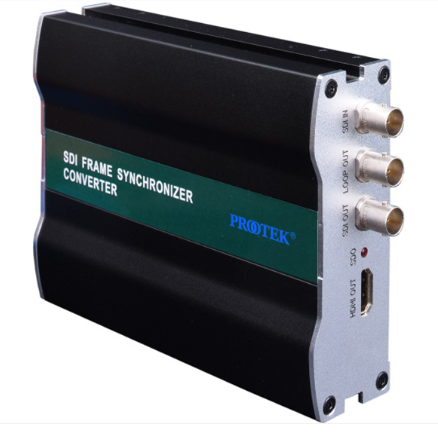 SDI FRAME SYNCHRONIZER
CONVERTER
PROOTEK®
SDI IN
LOOP OUT
SDI OUT
SDO
HDMI OUT